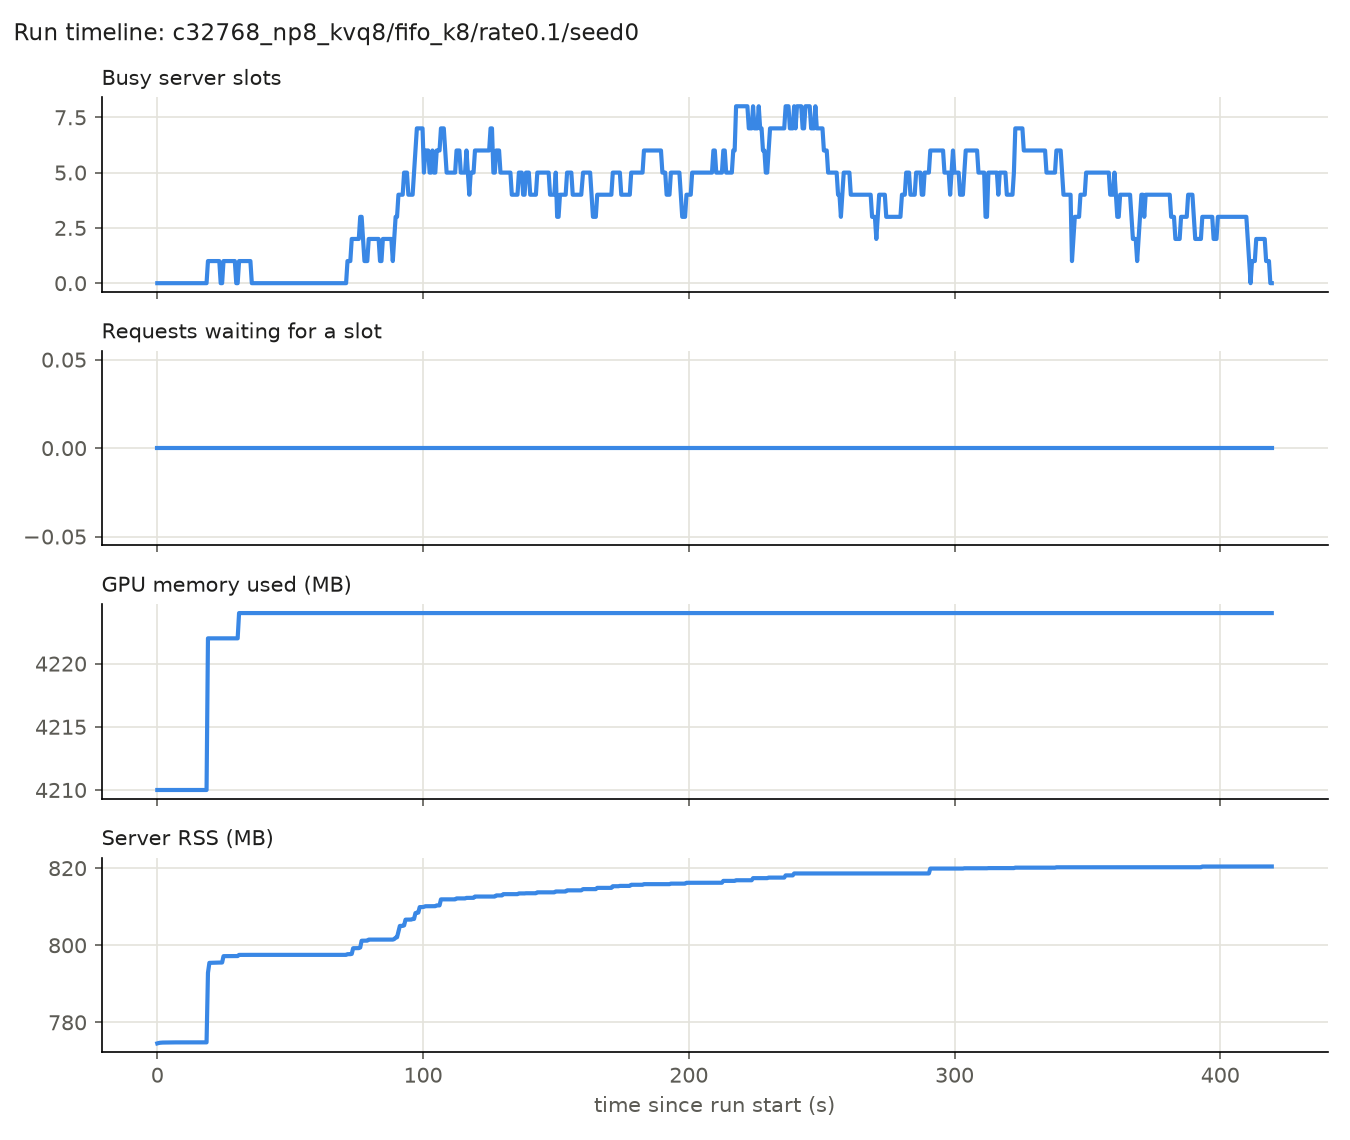 Run timeline: c32768_np8_kvq8/fifo_k8/rate0.1/seed0
Busy server slots
7.5
5.0
2.5
0.0
Requests waiting for a slot
0.05
0.00
−0.05
GPU memory used (MB)
4220
4215
4210
Server RSS (MB)
820
800
780
0 100 200 300 400
time since run start (s)